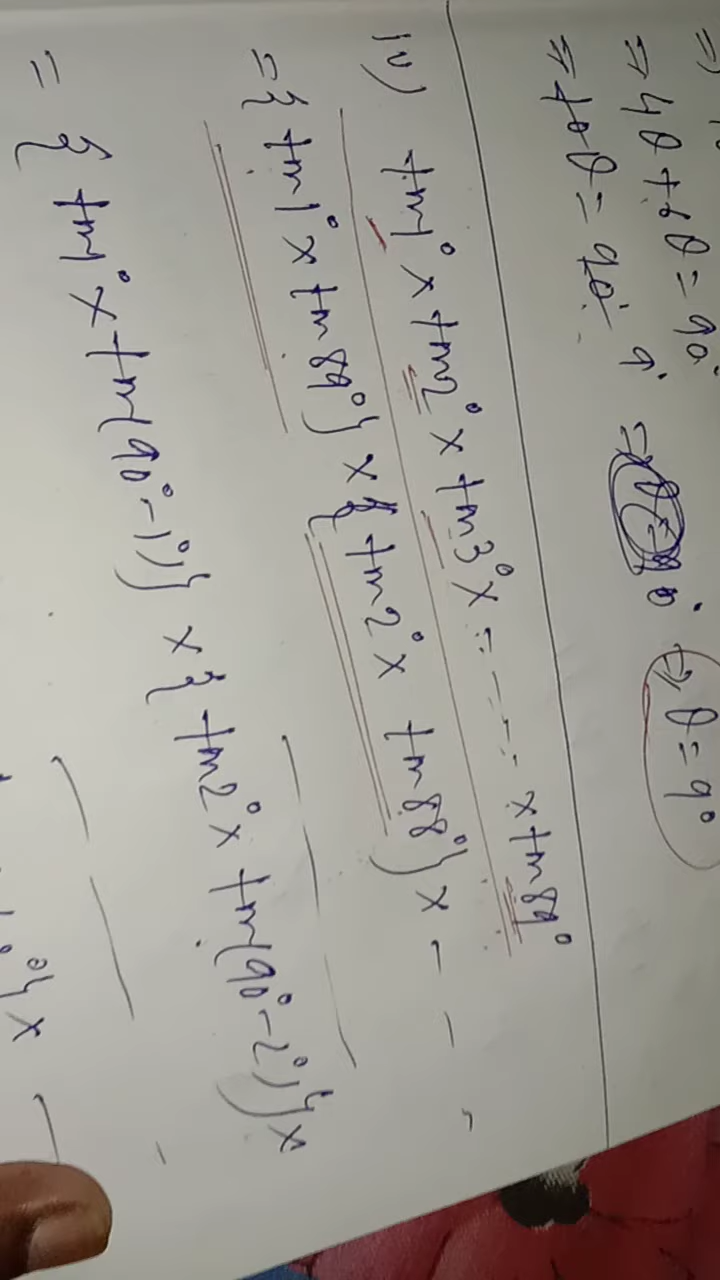 => 4θ + 6θ = 90°
=> 10θ = 90° 9° => θ = 9°
iv) tan1° x tan2° x tan3° x - - - - x tan89°
= { tan1° x tan89° } x { tan2° x tan88° } x - - -
= { tan1° x tan(90° - 1°) } x { tan2° x tan(90° - 2°) } x -